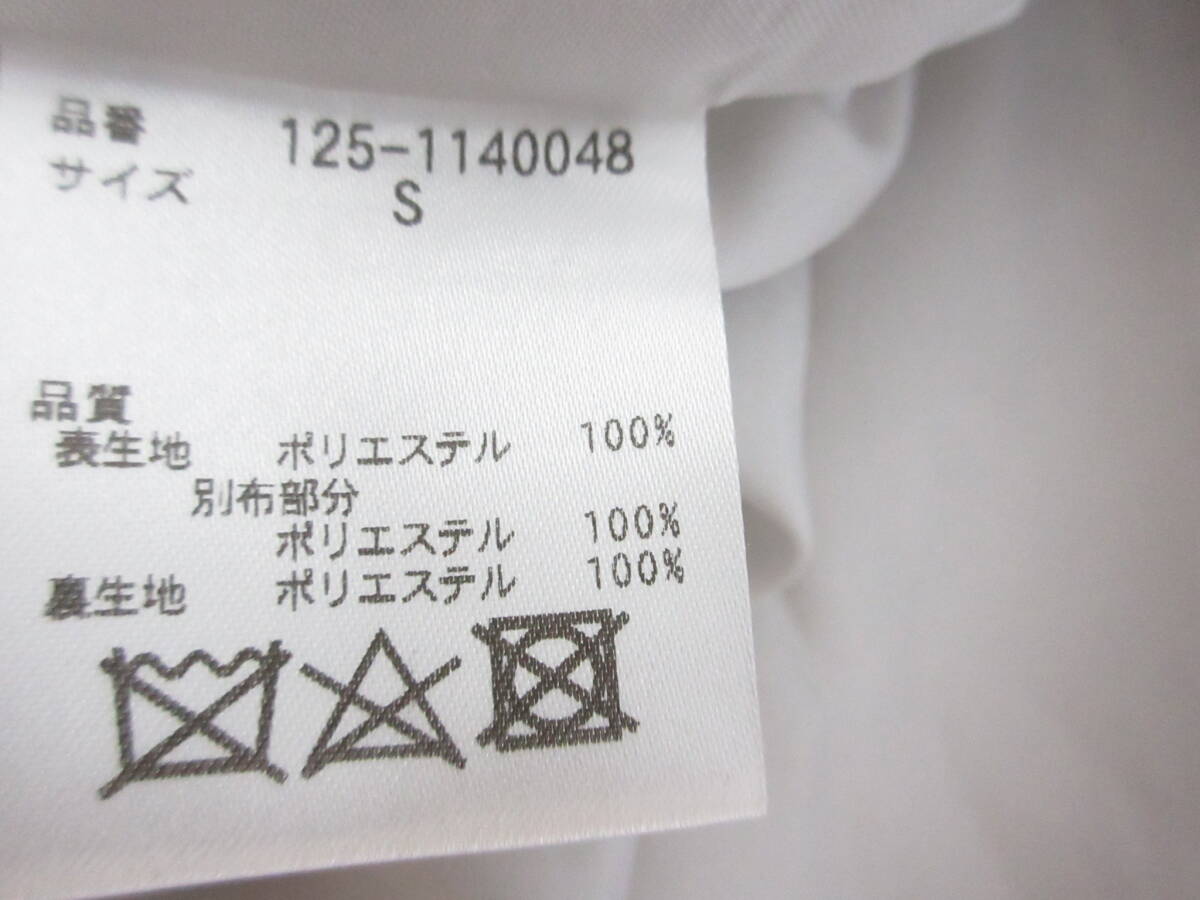 品番 125-1140048
サイズ S
品質
表生地 ポリエステル 100%
別布部分
ポリエステル 100%
裏生地 ポリエステル 100%